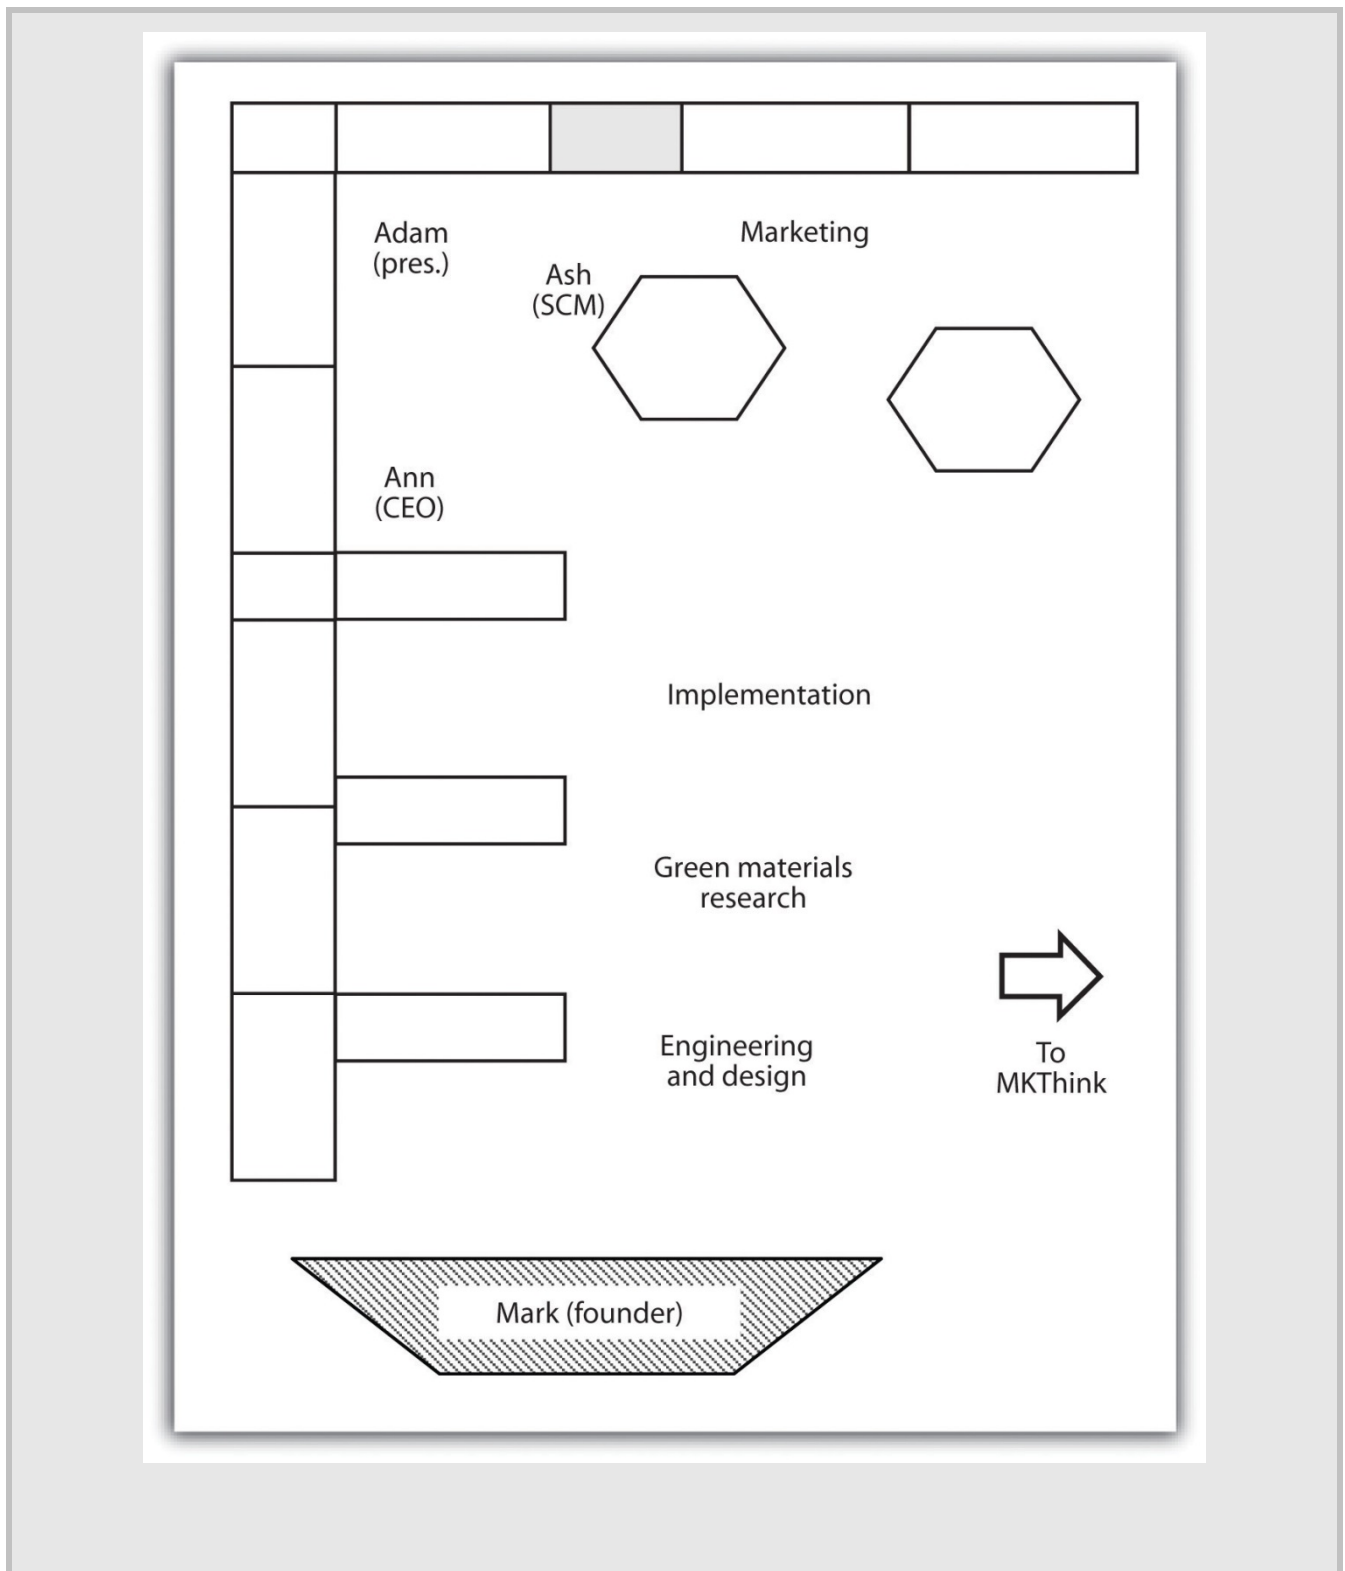 Adam
(pres.)
Marketing
Ash
(SCM)
Ann
(CEO)
Implementation
Green materials
research
Engineering
and design
To
MKThink
Mark (founder)